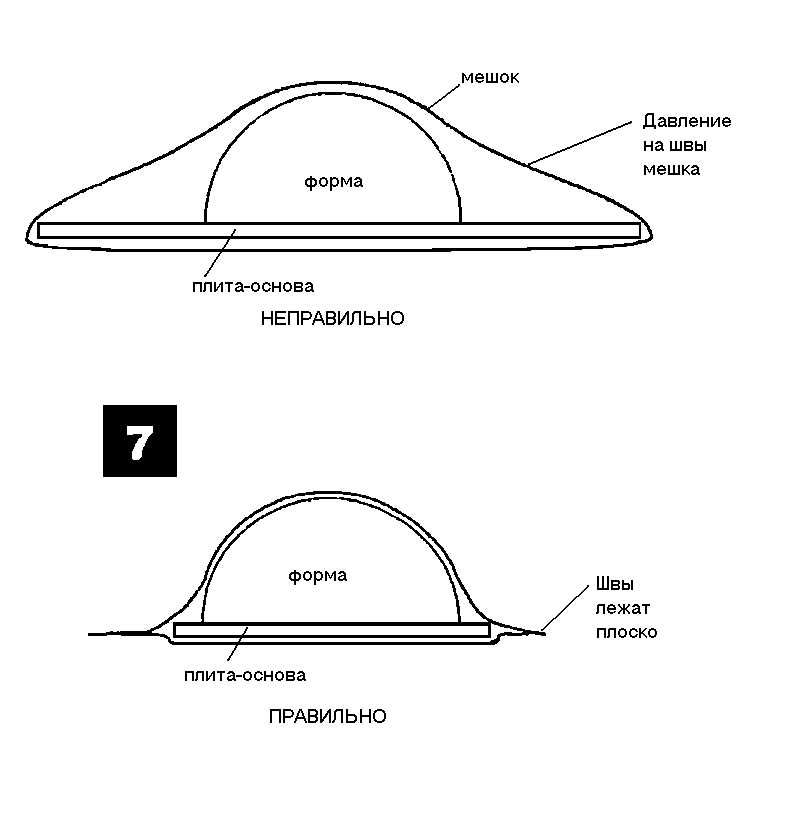 мешок
Давление
на швы
мешка
форма
плита-основа
НЕПРАВИЛЬНО
7
форма
Швы
лежат
плоско
плита-основа
ПРАВИЛЬНО